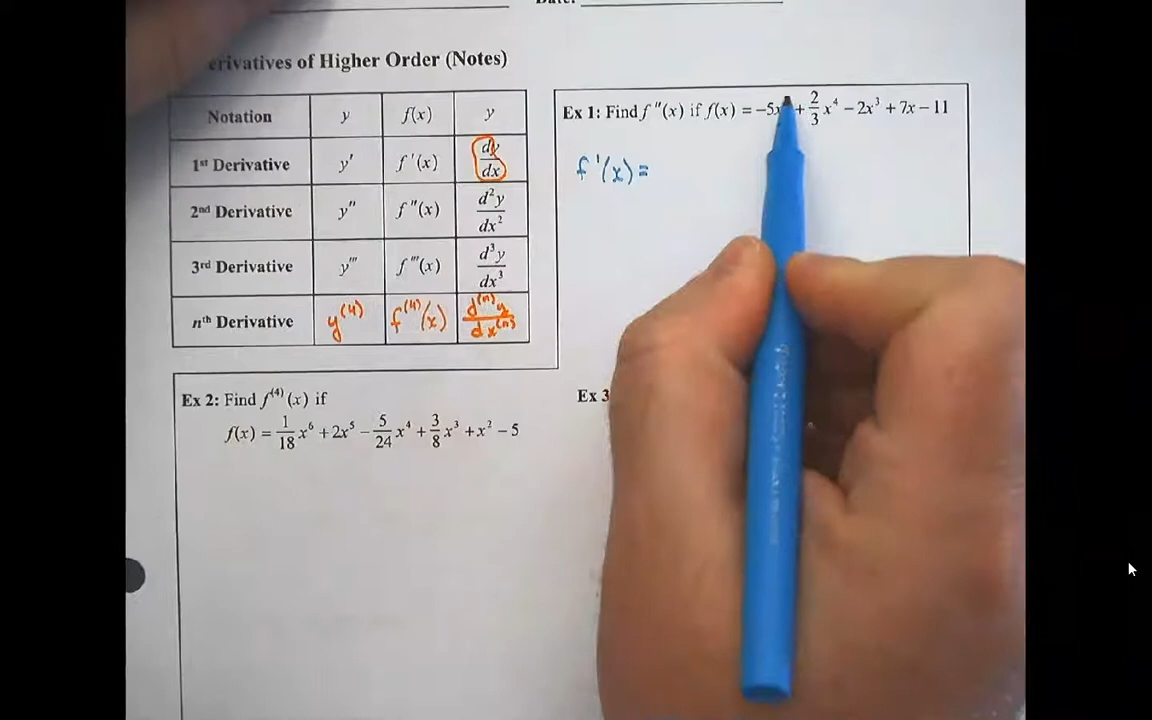 Date:
erivatives of Higher Order (Notes)
Notation y f(x) y
1st Derivative y' f '(x) dy/dx
2nd Derivative y'' f ''(x) d²y/dx²
3rd Derivative y''' f '''(x) d³y/dx³
nth Derivative y⁽⁴⁾ f⁽⁴⁾(x) d⁽ⁿ⁾y/dx⁽ⁿ⁾
Ex 1: Find f ''(x) if f(x) = −5x + 2/3 x⁴ − 2x³ + 7x − 11
f '(x) =
Ex 2: Find f⁽⁴⁾(x) if
f(x) = 1/18 x⁶ + 2x⁵ − 5/24 x⁴ + 3/8 x³ + x² − 5
Ex 3